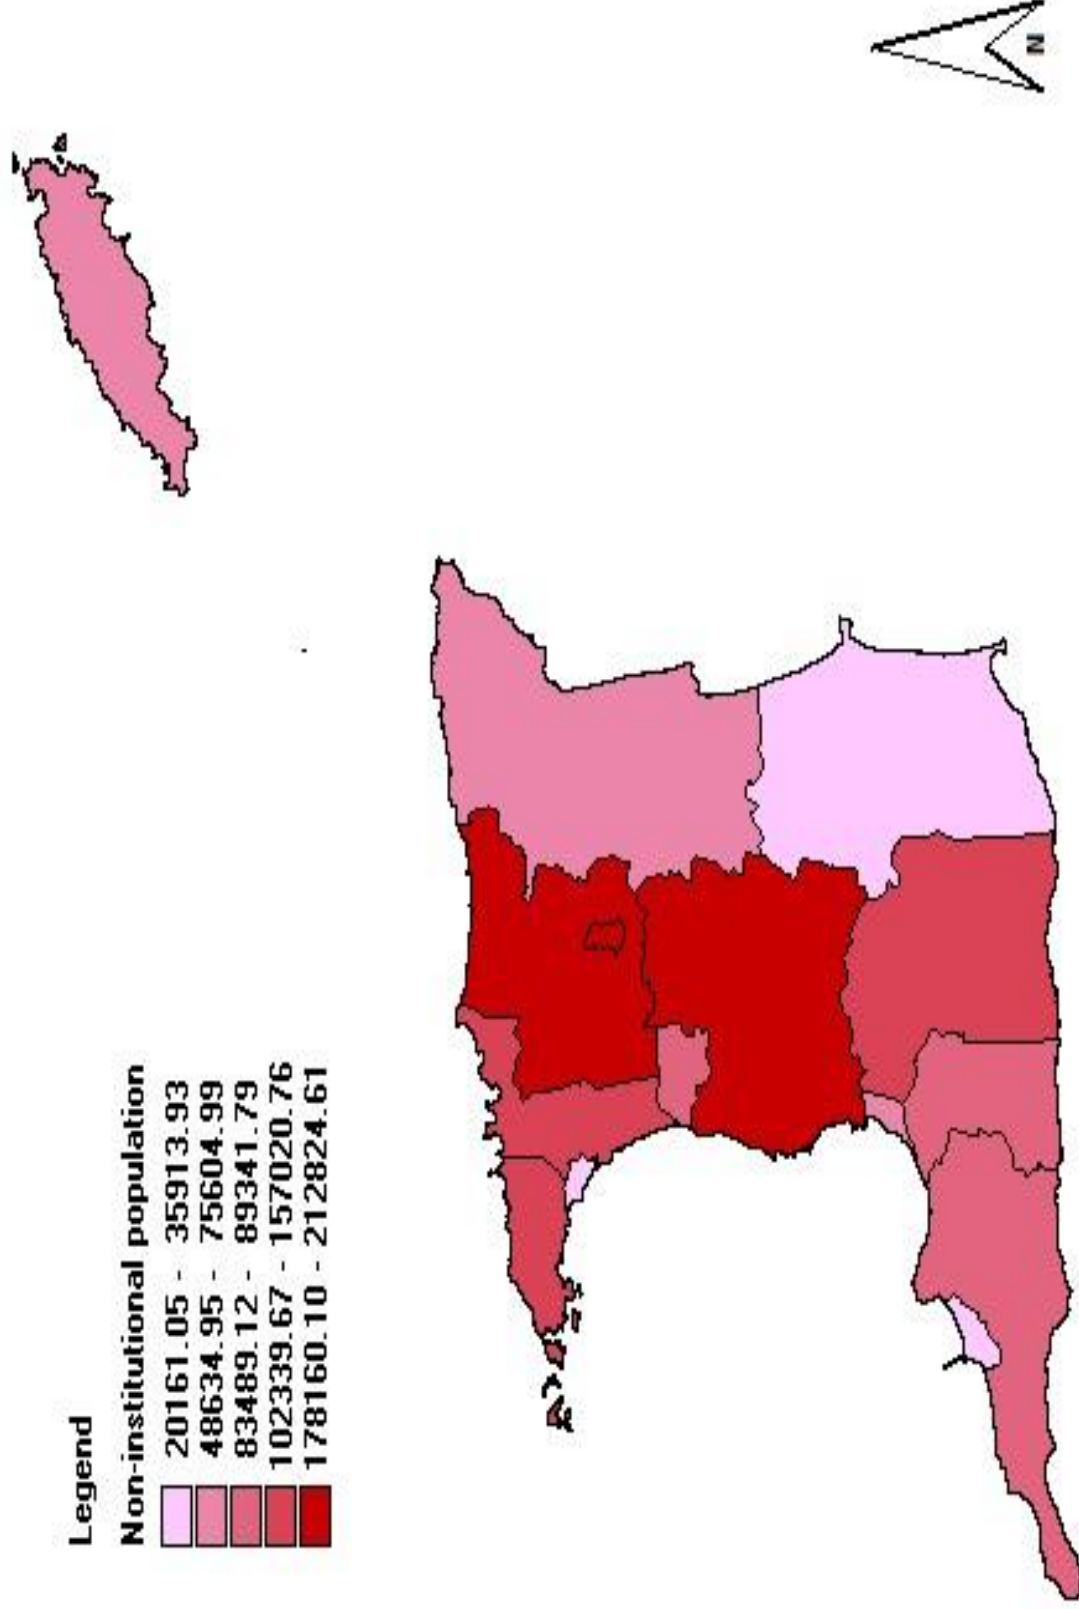 Legend
Non-institutional population
20161.05 - 35913.93
48634.95 - 75604.99
83489.12 - 89341.79
102339.67 - 157020.76
178160.10 - 212824.61
N